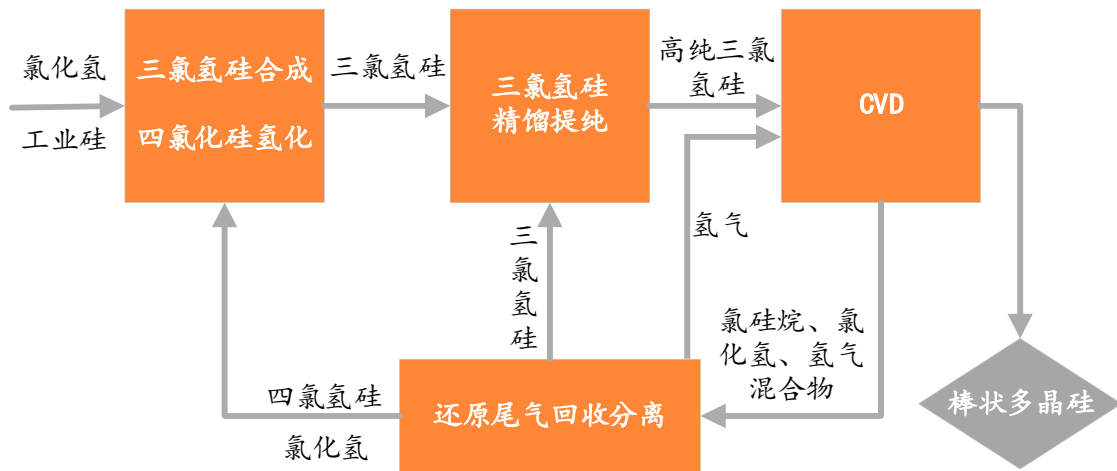 氯化氢
工业硅
三氯氢硅合成
四氯化硅氢化
三氯氢硅
三氯氢硅
精馏提纯
高纯三氯
氢硅
CVD
氢气
三
氯
氢
硅
氯硅烷、氯
化氢、氢气
混合物
四氯氢硅
氯化氢
还原尾气回收分离
棒状多晶硅